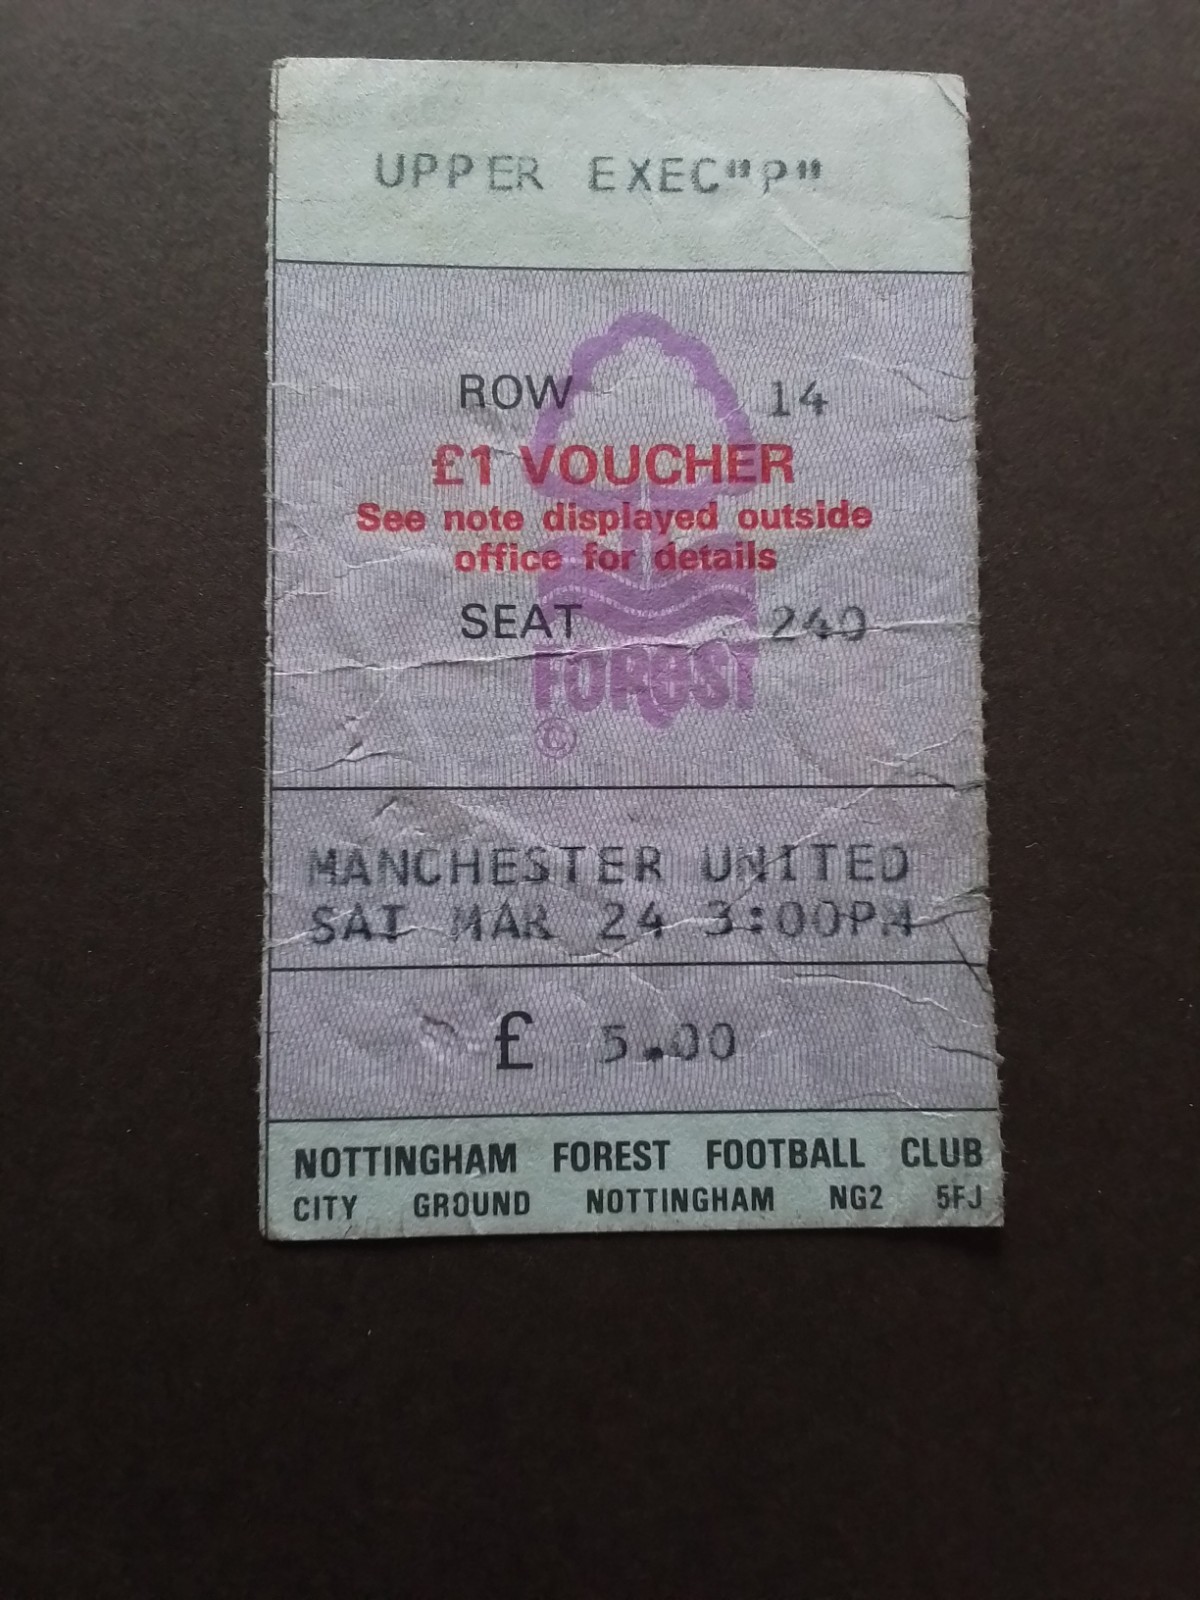 UPPER EXEC"P"
ROW 14
£1 VOUCHER
See note displayed outside
office for details
SEAT 240
FOREST
©
MANCHESTER UNITED
SAT MAR 24 3:00PM
£ 5.00
NOTTINGHAM FOREST FOOTBALL CLUB
CITY GROUND NOTTINGHAM NG2 5FJ